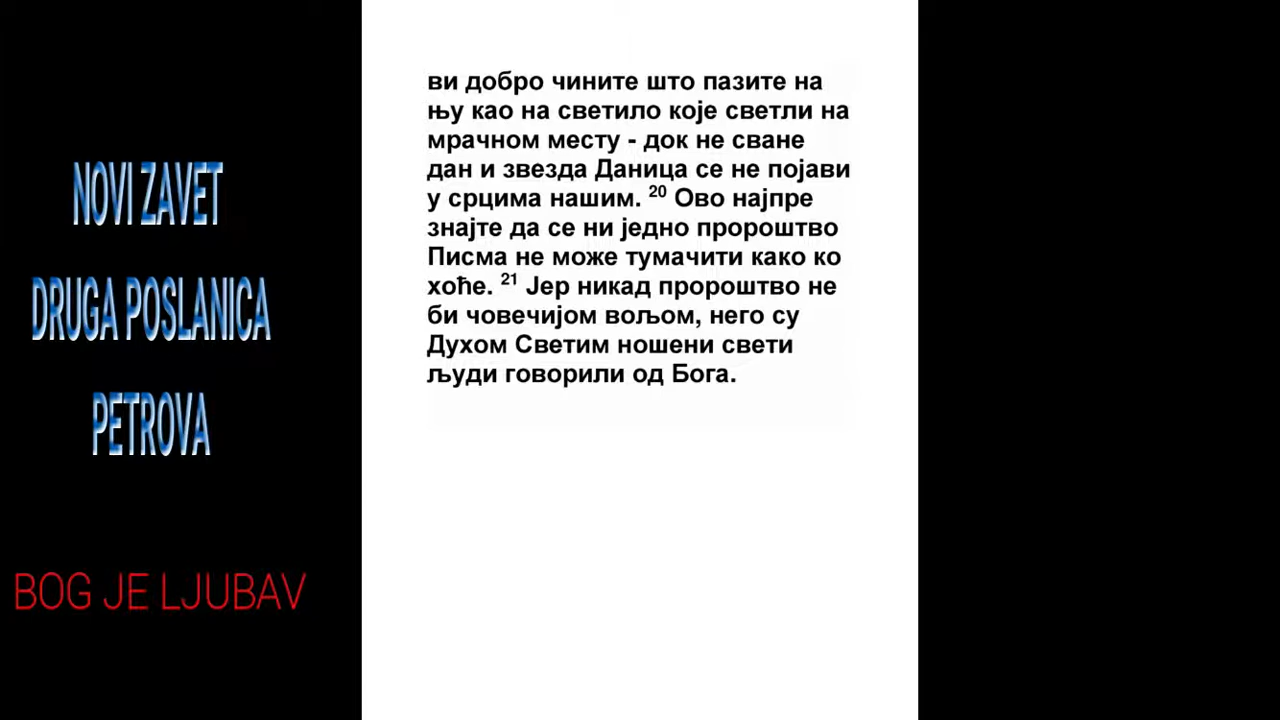 NOVI ZAVET
DRUGA POSLANICA
PETROVA
BOG JE LJUBAV
ви добро чините што пазите на
њу као на светило које светли на
мрачном месту - док не сване
дан и звезда Даница се не појави
у срцима нашим. 20 Ово најпре
знајте да се ни једно пророштво
Писма не може тумачити како ко
хоће. 21 Јер никад пророштво не
би човечијом вољом, него су
Духом Светим ношени свети
људи говорили од Бога.